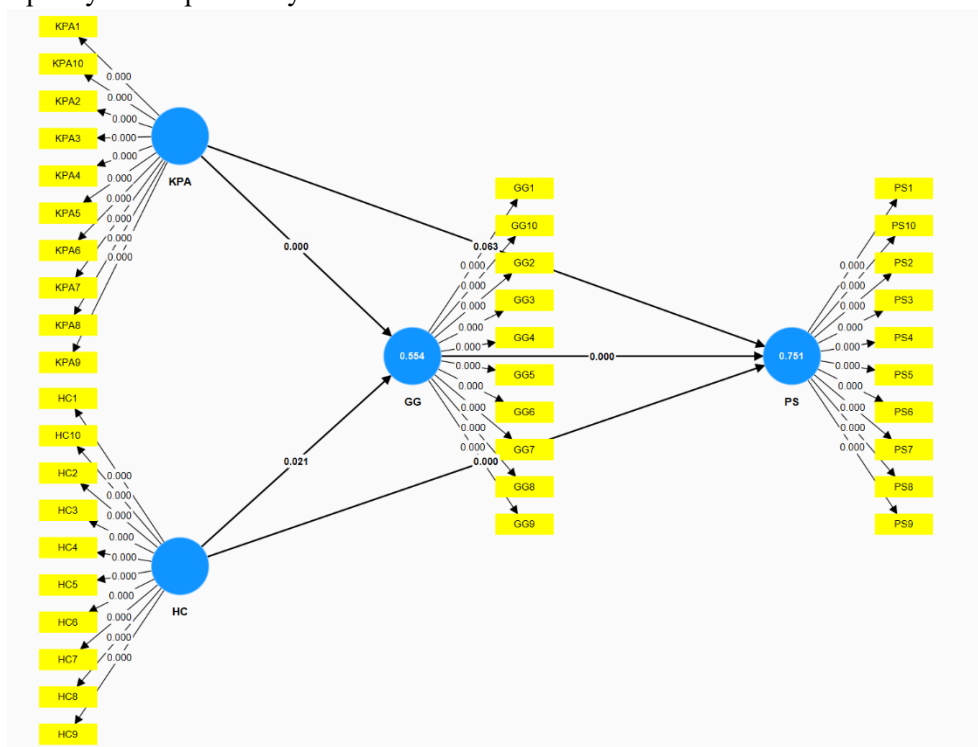 KPA1
KPA10
KPA2
KPA3
KPA4
KPA5
KPA6
KPA7
KPA8
KPA9
0.000
0.000
0.000
0.000
0.000
0.000
0.000
0.000
0.000
0.000
KPA
HC1
HC10
HC2
HC3
HC4
HC5
HC6
HC7
HC8
HC9
0.000
0.000
0.000
0.000
0.000
0.000
0.000
0.000
0.000
0.000
HC
0.000
0.063
0.021
0.000
0.000
0.554
GG
GG1
GG10
GG2
GG3
GG4
GG5
GG6
GG7
GG8
GG9
0.000
0.000
0.000
0.000
0.000
0.000
0.000
0.000
0.000
0.000
0.751
PS
PS1
PS10
PS2
PS3
PS4
PS5
PS6
PS7
PS8
PS9
0.000
0.000
0.000
0.000
0.000
0.000
0.000
0.000
0.000
0.000